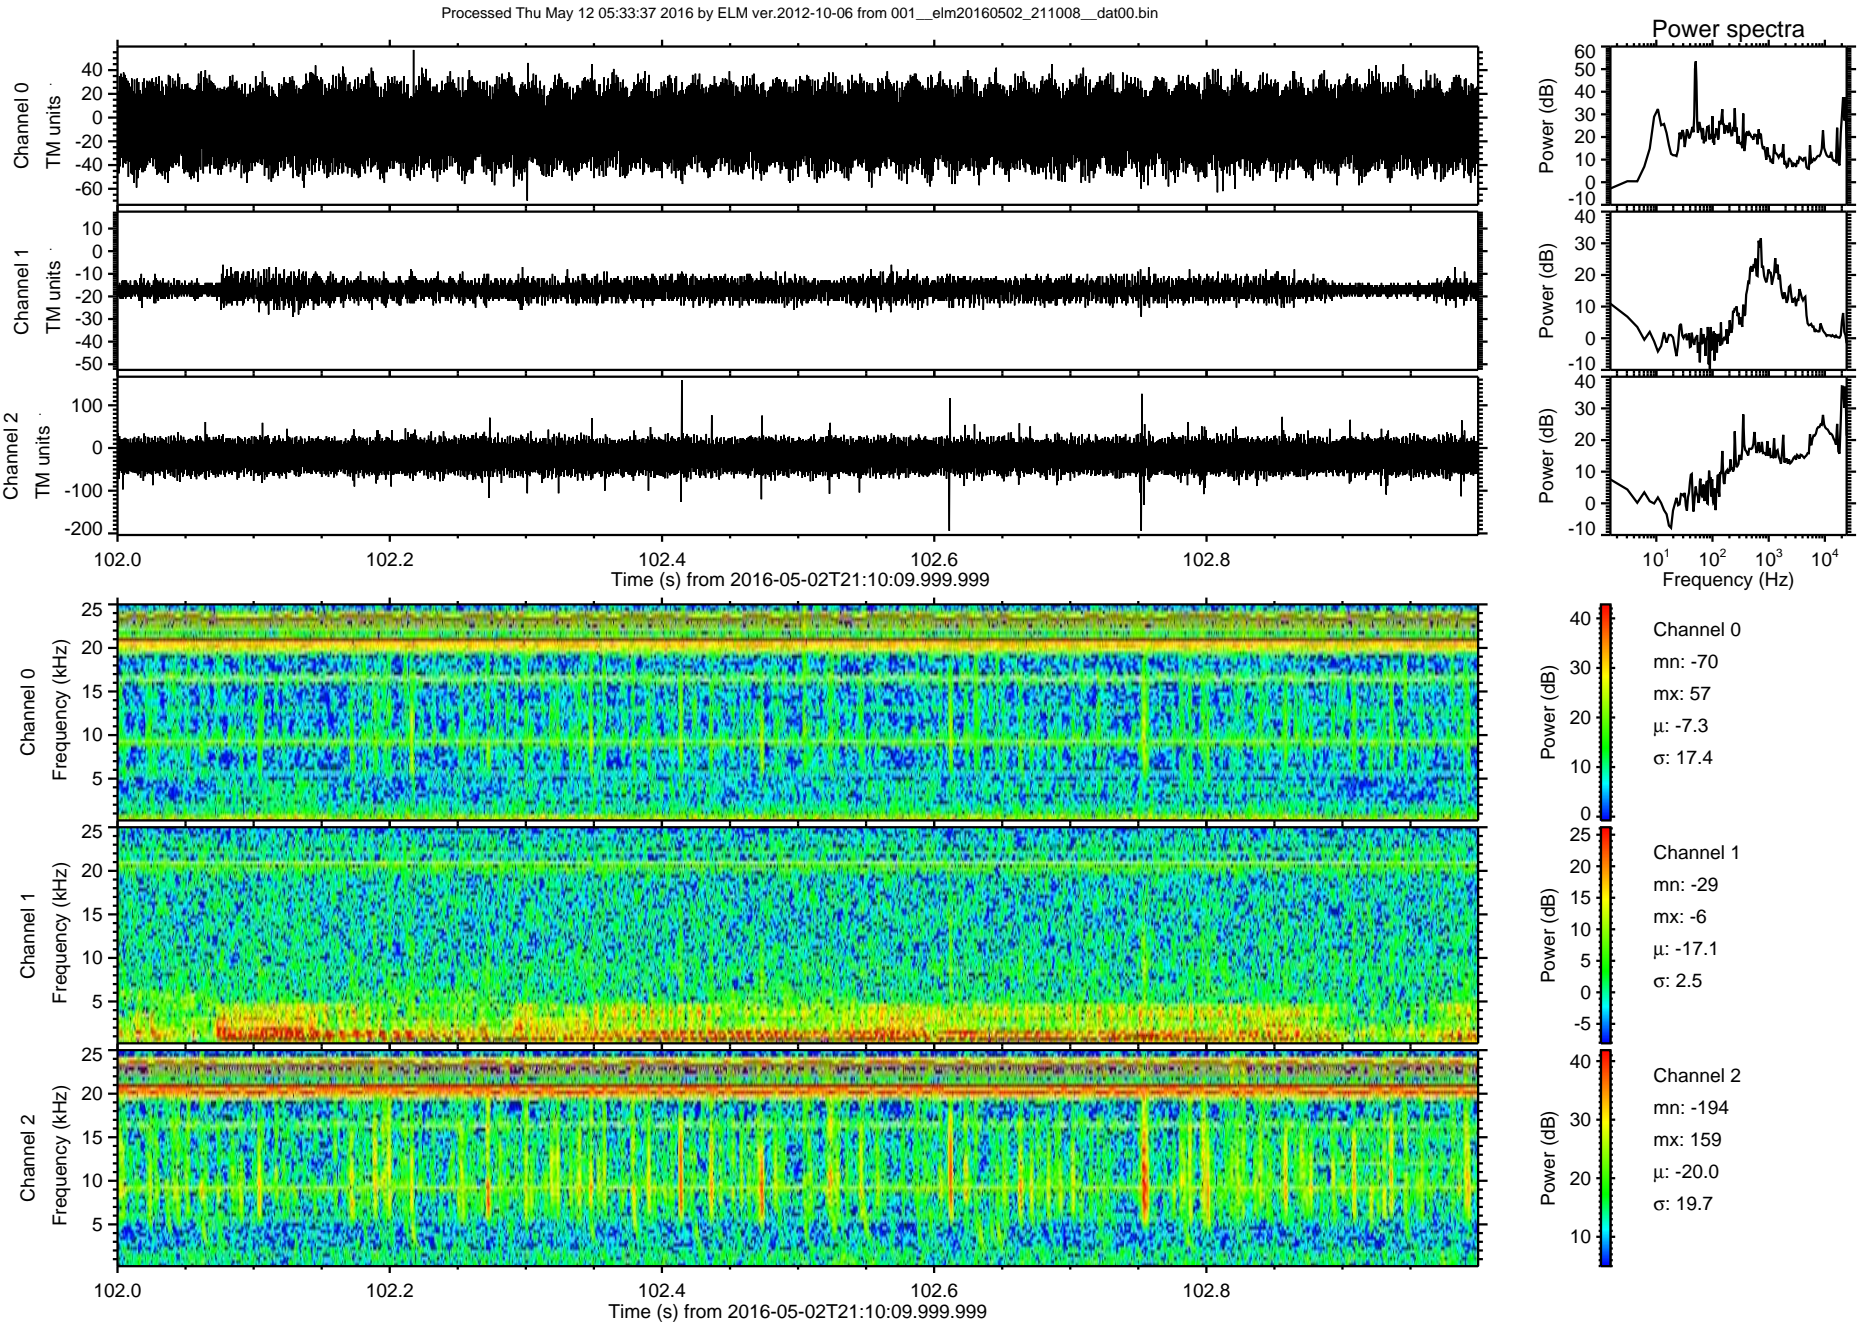 Processed Thu May 12 05:33:37 2016 by ELM ver.2012-10-06 from 001__elm20160502_211008__dat00.bin
Power spectra
Channel 0
TM units
40
20
0
-20
-40
-60
Power (dB)
60
50
40
30
20
10
0
-10
Channel 1
TM units
10
0
-10
-20
-30
-40
-50
Power (dB)
40
30
20
10
0
-10
Channel 2
TM units
100
0
-100
-200
Power (dB)
40
30
20
10
0
-10
102.0 102.2 102.4 102.6 102.8
Time (s) from 2016-05-02T21:10:09.999.999
10^1 10^2 10^3 10^4
Frequency (Hz)
Channel 0
Frequency (kHz)
25
20
15
10
5
Power (dB)
40
30
20
10
0
Channel 0
mn: -70
mx: 57
μ: -7.3
σ: 17.4
Channel 1
Frequency (kHz)
25
20
15
10
5
Power (dB)
25
20
15
10
5
0
-5
Channel 1
mn: -29
mx: -6
μ: -17.1
σ: 2.5
Channel 2
Frequency (kHz)
25
20
15
10
5
Power (dB)
40
30
20
10
Channel 2
mn: -194
mx: 159
μ: -20.0
σ: 19.7
102.0 102.2 102.4 102.6 102.8
Time (s) from 2016-05-02T21:10:09.999.999